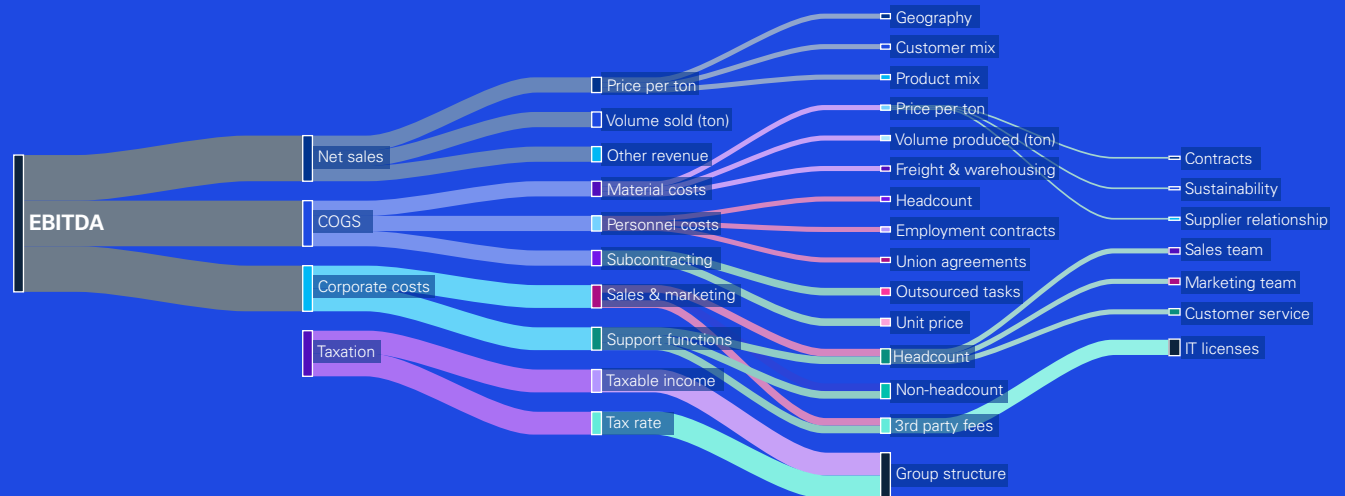 EBITDA
Net sales
COGS
Corporate costs
Taxation
Price per ton
Volume sold (ton)
Other revenue
Material costs
Personnel costs
Subcontracting
Sales & marketing
Support functions
Taxable income
Tax rate
Geography
Customer mix
Product mix
Price per ton
Volume produced (ton)
Freight & warehousing
Headcount
Employment contracts
Union agreements
Outsourced tasks
Unit price
Headcount
Non-headcount
3rd party fees
Group structure
Contracts
Sustainability
Supplier relationship
Sales team
Marketing team
Customer service
IT licenses